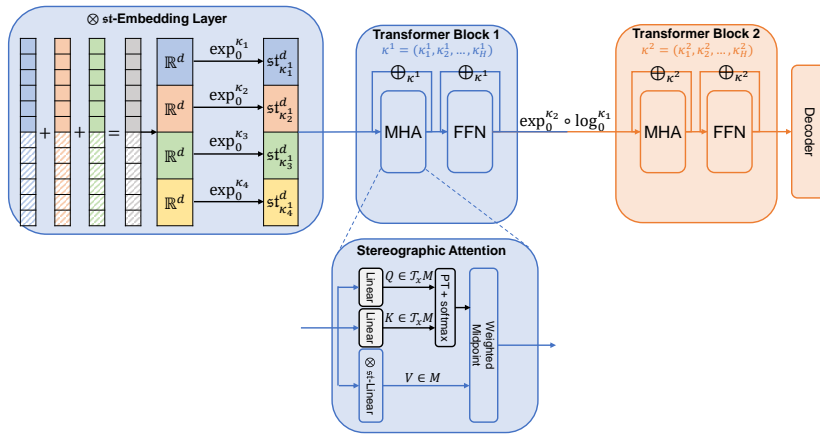 ⊗ 𝔰𝔱-Embedding Layer
+ + =
ℝ^d exp_0^{κ_1} 𝔰𝔱^d_{κ_1^1}
ℝ^d exp_0^{κ_2} 𝔰𝔱^d_{κ_2^1}
ℝ^d exp_0^{κ_3} 𝔰𝔱^d_{κ_3^1}
ℝ^d exp_0^{κ_4} 𝔰𝔱^d_{κ_4^1}
Transformer Block 1
κ^1 = (κ_1^1, κ_2^1, ..., κ_H^1)
⊕_{κ^1} ⊕_{κ^1}
MHA FFN
exp_0^{κ_2} ∘ log_0^{κ_1}
Transformer Block 2
κ^2 = (κ_1^2, κ_2^2, ..., κ_H^2)
⊕_{κ^2} ⊕_{κ^2}
MHA FFN
Decoder
Stereographic Attention
Linear
Q ∈ 𝒯_xM
Linear
K ∈ 𝒯_xM
PT + softmax
⊗ 𝔰𝔱-Linear
V ∈ M
Weighted
Midpoint